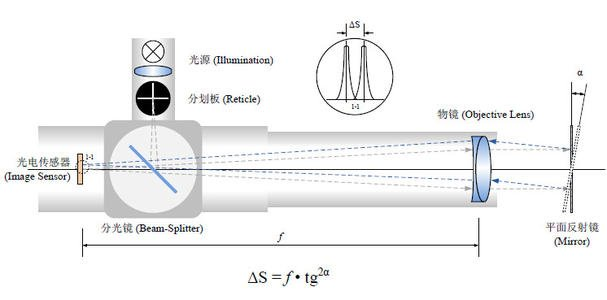 ΔS
光源 (Illumination)
分划板 (Reticle)
1-1
α
物镜 (Objective Lens)
光电传感器
(Image Sensor)
1-1
分光镜 (Beam-Splitter)
平面反射镜
(Mirror)
f
ΔS = f • tg2α